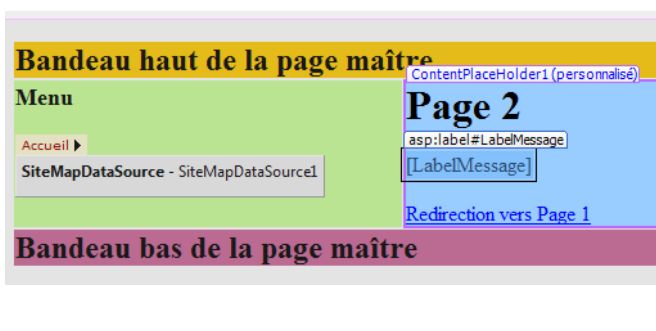 Bandeau haut de la page maître
ContentPlaceHolder1 (personnalisé)
Menu
Page 2
Accueil
asp:label#LabelMessage
SiteMapDataSource - SiteMapDataSource1
[LabelMessage]
Redirection vers Page 1
Bandeau bas de la page maître